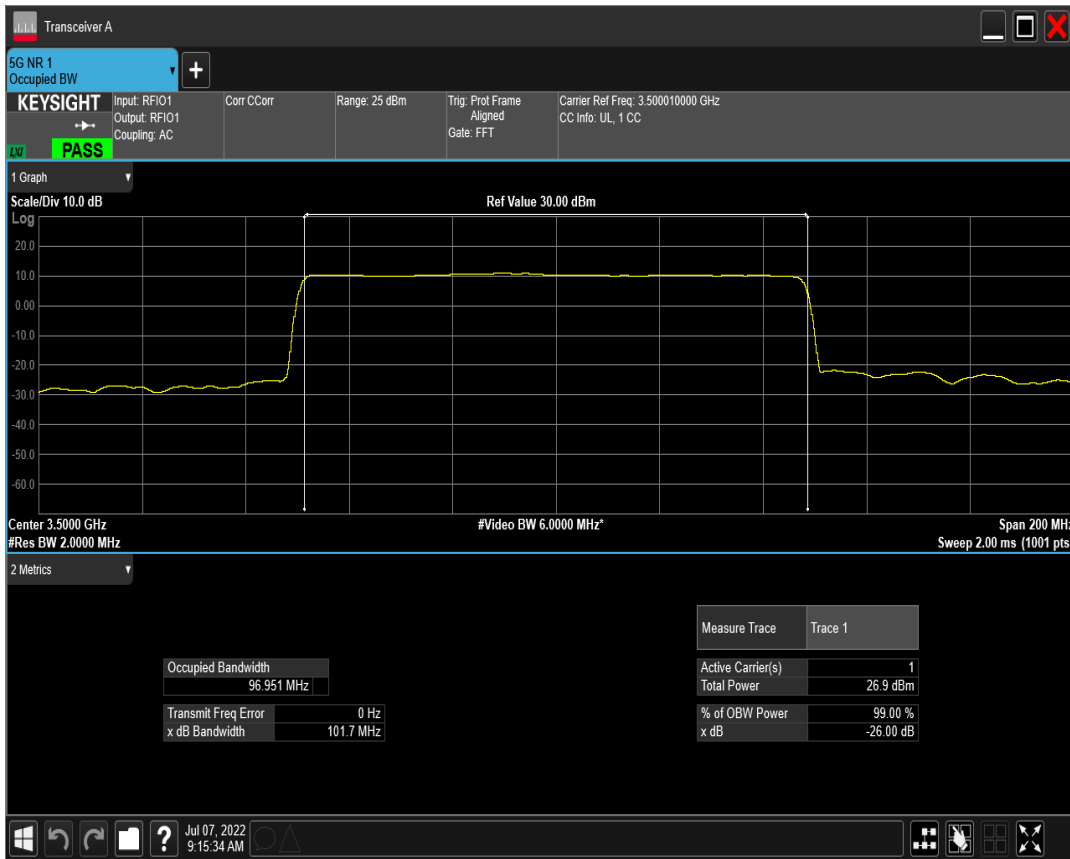 Transceiver A
5G NR 1
Occupied BW
+
KEYSIGHT
LXI
PASS
Input: RFIO1
Output: RFIO1
Coupling: AC
Corr CCorr
Range: 25 dBm
Trig: Prot Frame
Aligned
Gate: FFT
Carrier Ref Freq: 3.500010000 GHz
CC Info: UL, 1 CC
1 Graph
Scale/Div 10.0 dB
Ref Value 30.00 dBm
Log
20.0
10.0
0.00
-10.0
-20.0
-30.0
-40.0
-50.0
-60.0
Center 3.5000 GHz
#Video BW 6.0000 MHz*
Span 200 MHz
#Res BW 2.0000 MHz
Sweep 2.00 ms (1001 pts
2 Metrics
Measure Trace Trace 1
Occupied Bandwidth
96.951 MHz
Active Carrier(s) 1
Total Power 26.9 dBm
Transmit Freq Error 0 Hz
x dB Bandwidth 101.7 MHz
% of OBW Power 99.00 %
x dB -26.00 dB
?
Jul 07, 2022
9:15:34 AM